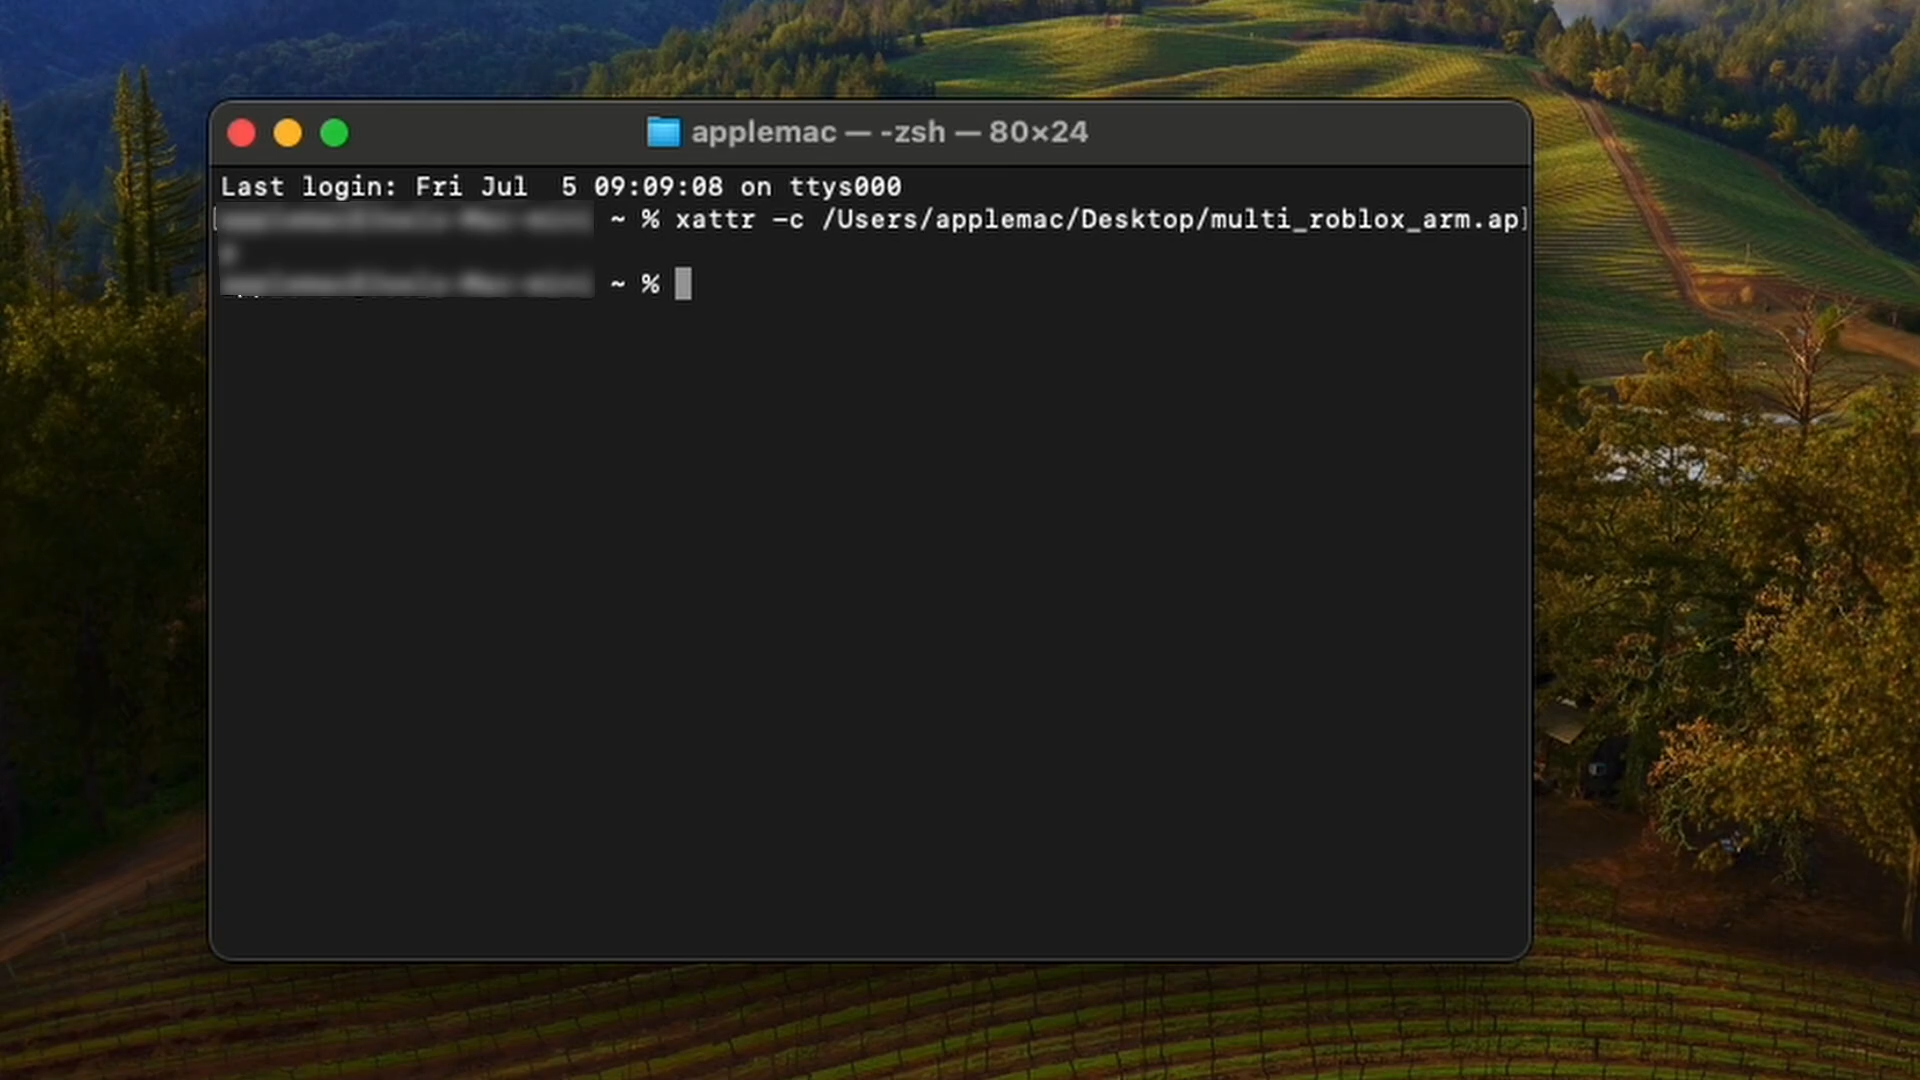 applemac — -zsh — 80×24
Last login: Fri Jul  5 09:09:08 on ttys000
~ % xattr -c /Users/applemac/Desktop/multi_roblox_arm.ap
~ %